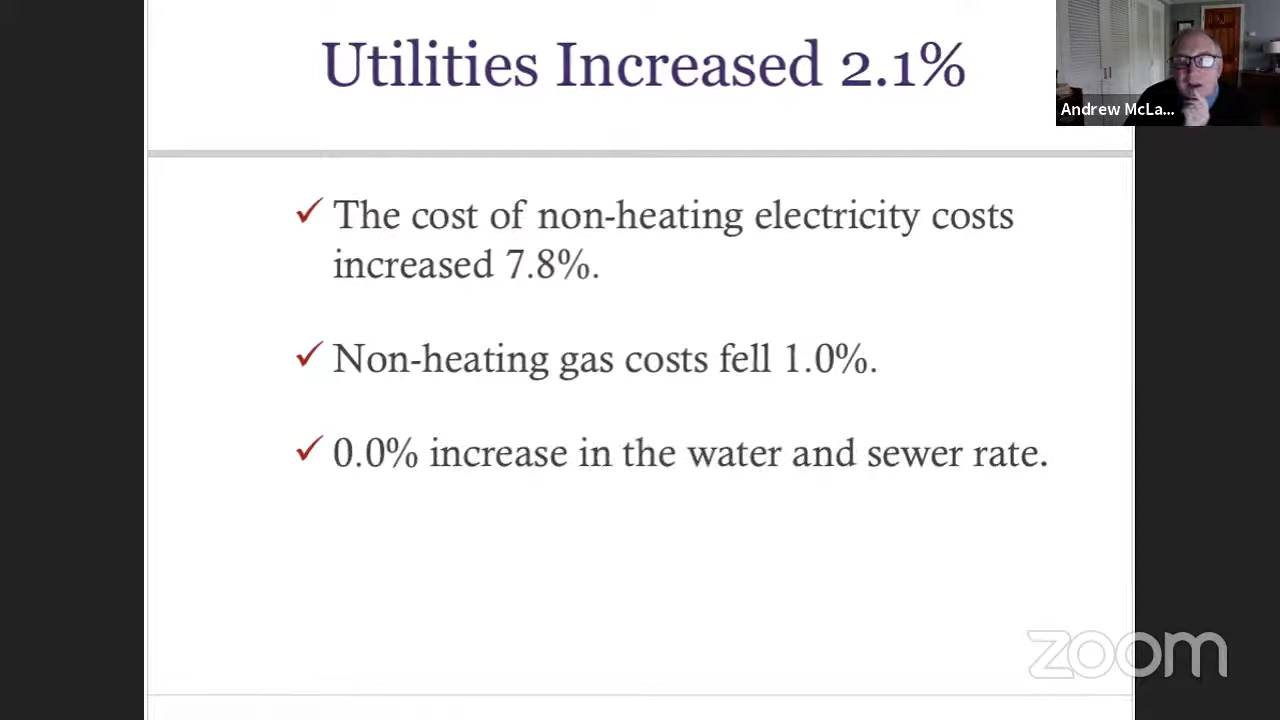 Utilities Increased 2.1%
Andrew McLa...
✓ The cost of non-heating electricity costs
increased 7.8%.
✓ Non-heating gas costs fell 1.0%.
✓ 0.0% increase in the water and sewer rate.
zoom